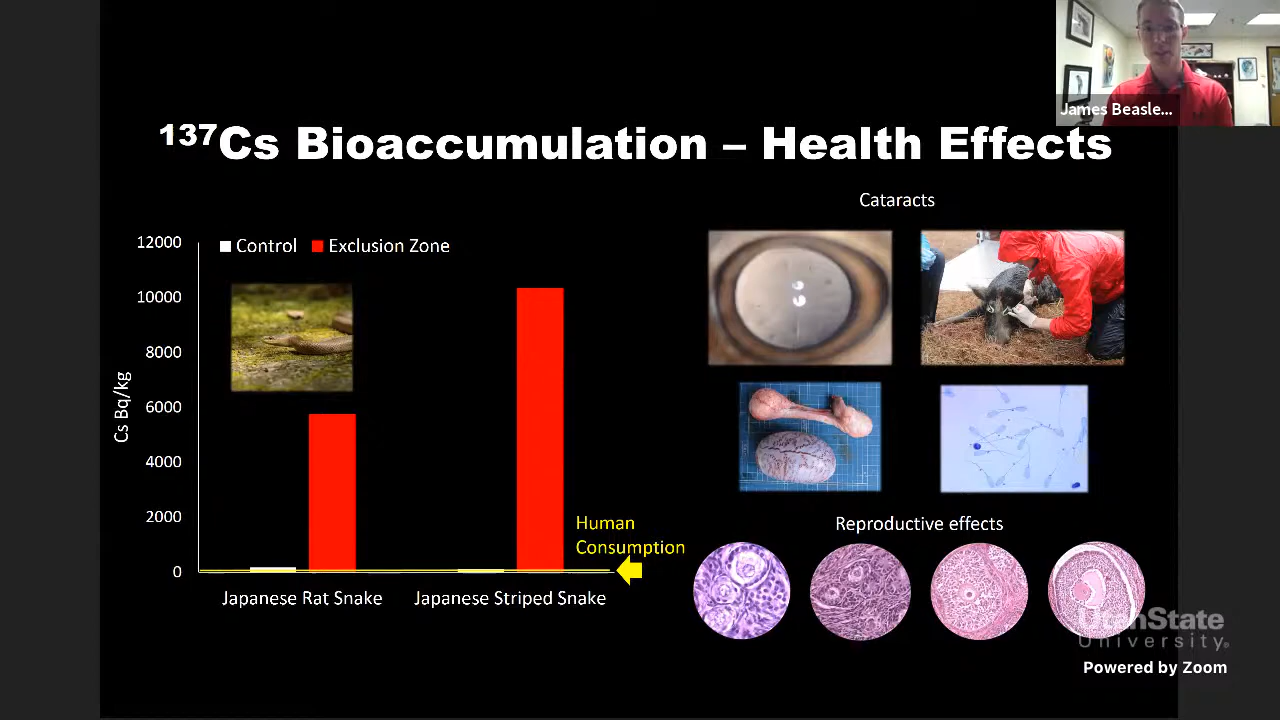 James Beasle...
¹³⁷Cs Bioaccumulation – Health Effects
Cataracts
12000
10000
8000
6000
4000
2000
0
Cs Bq/kg
Control
Exclusion Zone
Human
Consumption
Japanese Rat Snake
Japanese Striped Snake
Reproductive effects
UtahState
University
Powered by Zoom